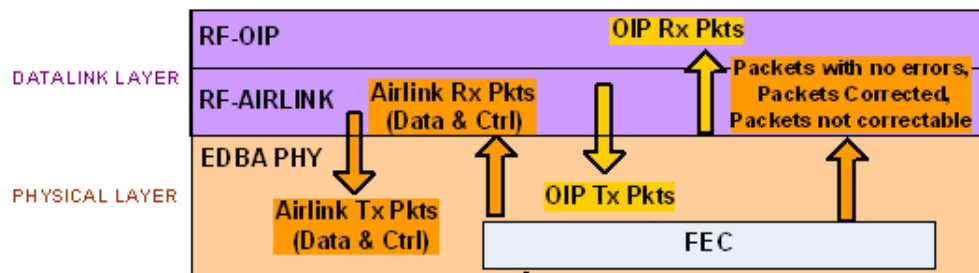 RF-OIP
OIP Rx Pkts
DATALINK LAYER
RF-AIRLINK
Airlink Rx Pkts
(Data & Ctrl)
Packets with no errors,
Packets Corrected,
Packets not correctable
EDBA PHY
PHYSICAL LAYER
Airlink Tx Pkts
(Data & Ctrl)
OIP Tx Pkts
FEC